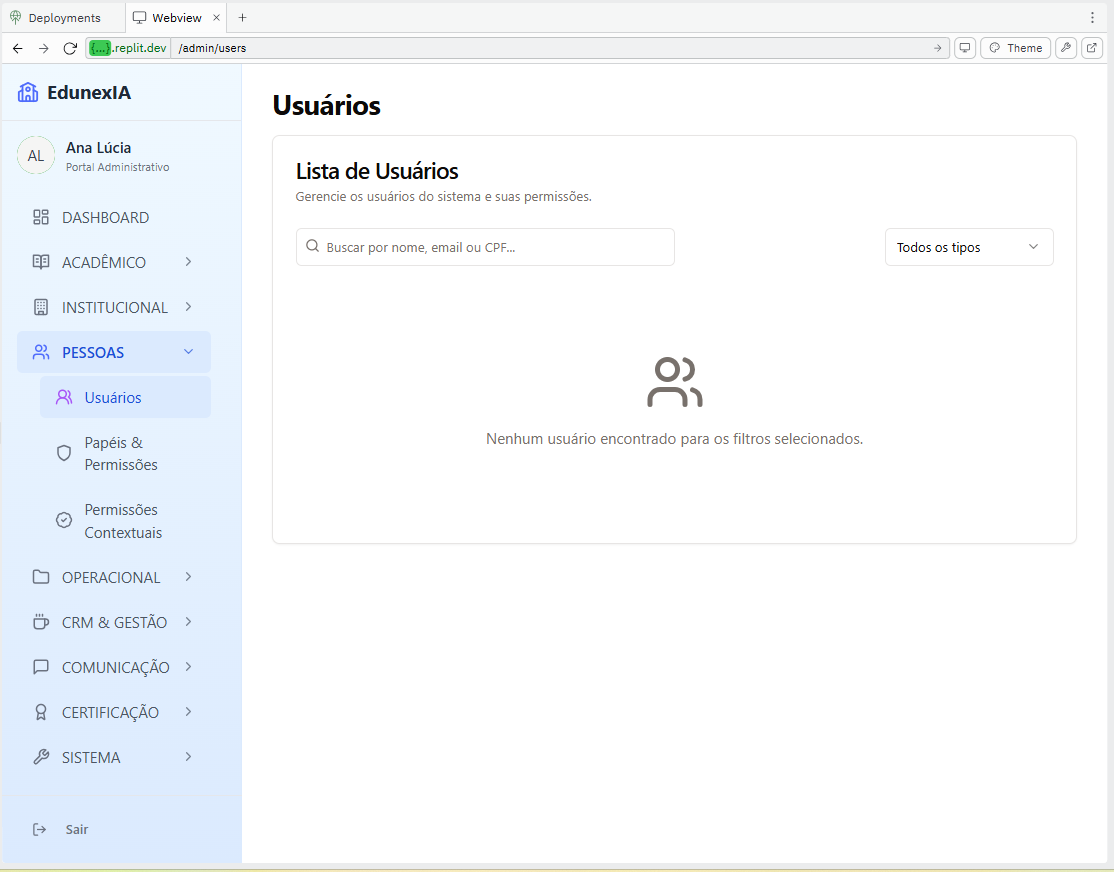 Deployments
Webview
{...}.replit.dev
/admin/users
Theme
EdunexIA
AL
Ana Lúcia
Portal Administrativo
DASHBOARD
ACADÊMICO
INSTITUCIONAL
PESSOAS
Usuários
Papéis &
Permissões
Permissões
Contextuais
OPERACIONAL
CRM & GESTÃO
COMUNICAÇÃO
CERTIFICAÇÃO
SISTEMA
Sair
Usuários
Lista de Usuários
Gerencie os usuários do sistema e suas permissões.
Buscar por nome, email ou CPF...
Todos os tipos
Nenhum usuário encontrado para os filtros selecionados.